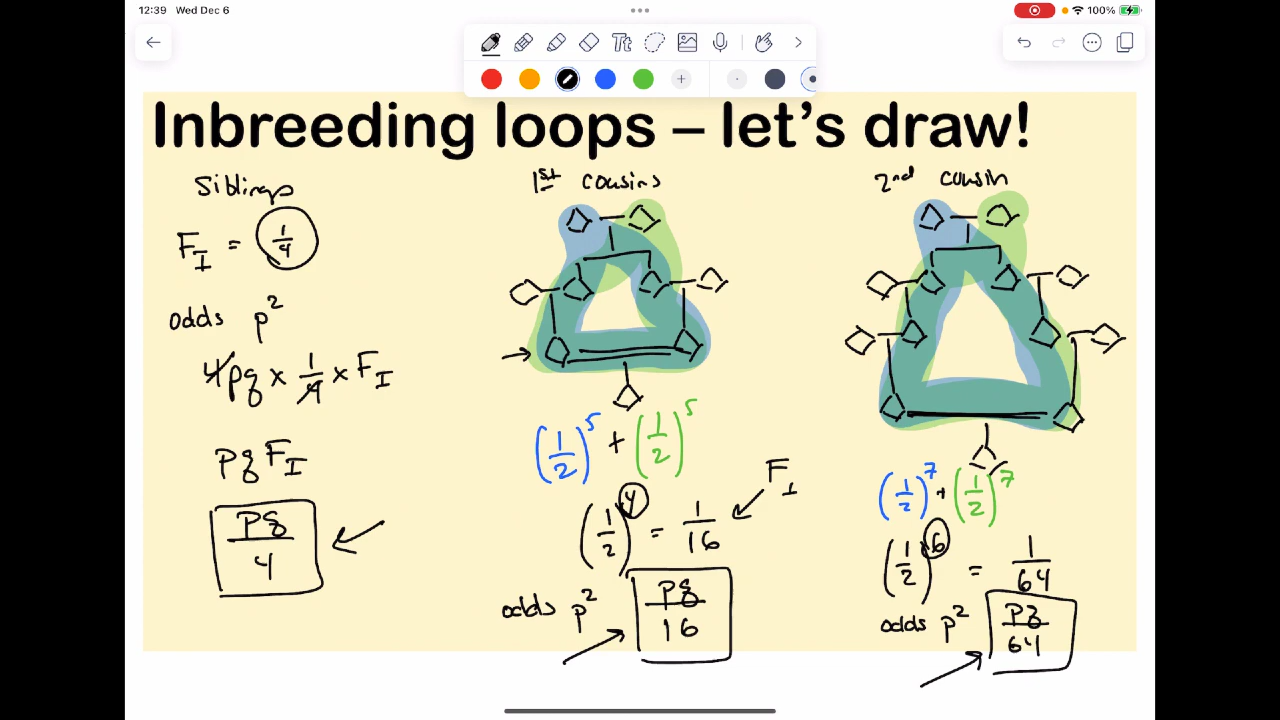 12:39 Wed Dec 6
100%
Tt
Inbreeding loops – let's draw!
Siblings
F_I = 1/4
odds p²
4pq × 1/4 × F_I
pq F_I
pq/4
1st cousins
(1/2)^5 + (1/2)^5
(1/2)^4 = 1/16
F_I
odds p² pq/16
2nd cousin
(1/2)^7 + (1/2)^7
(1/2)^6 = 1/64
odds p² pq/64